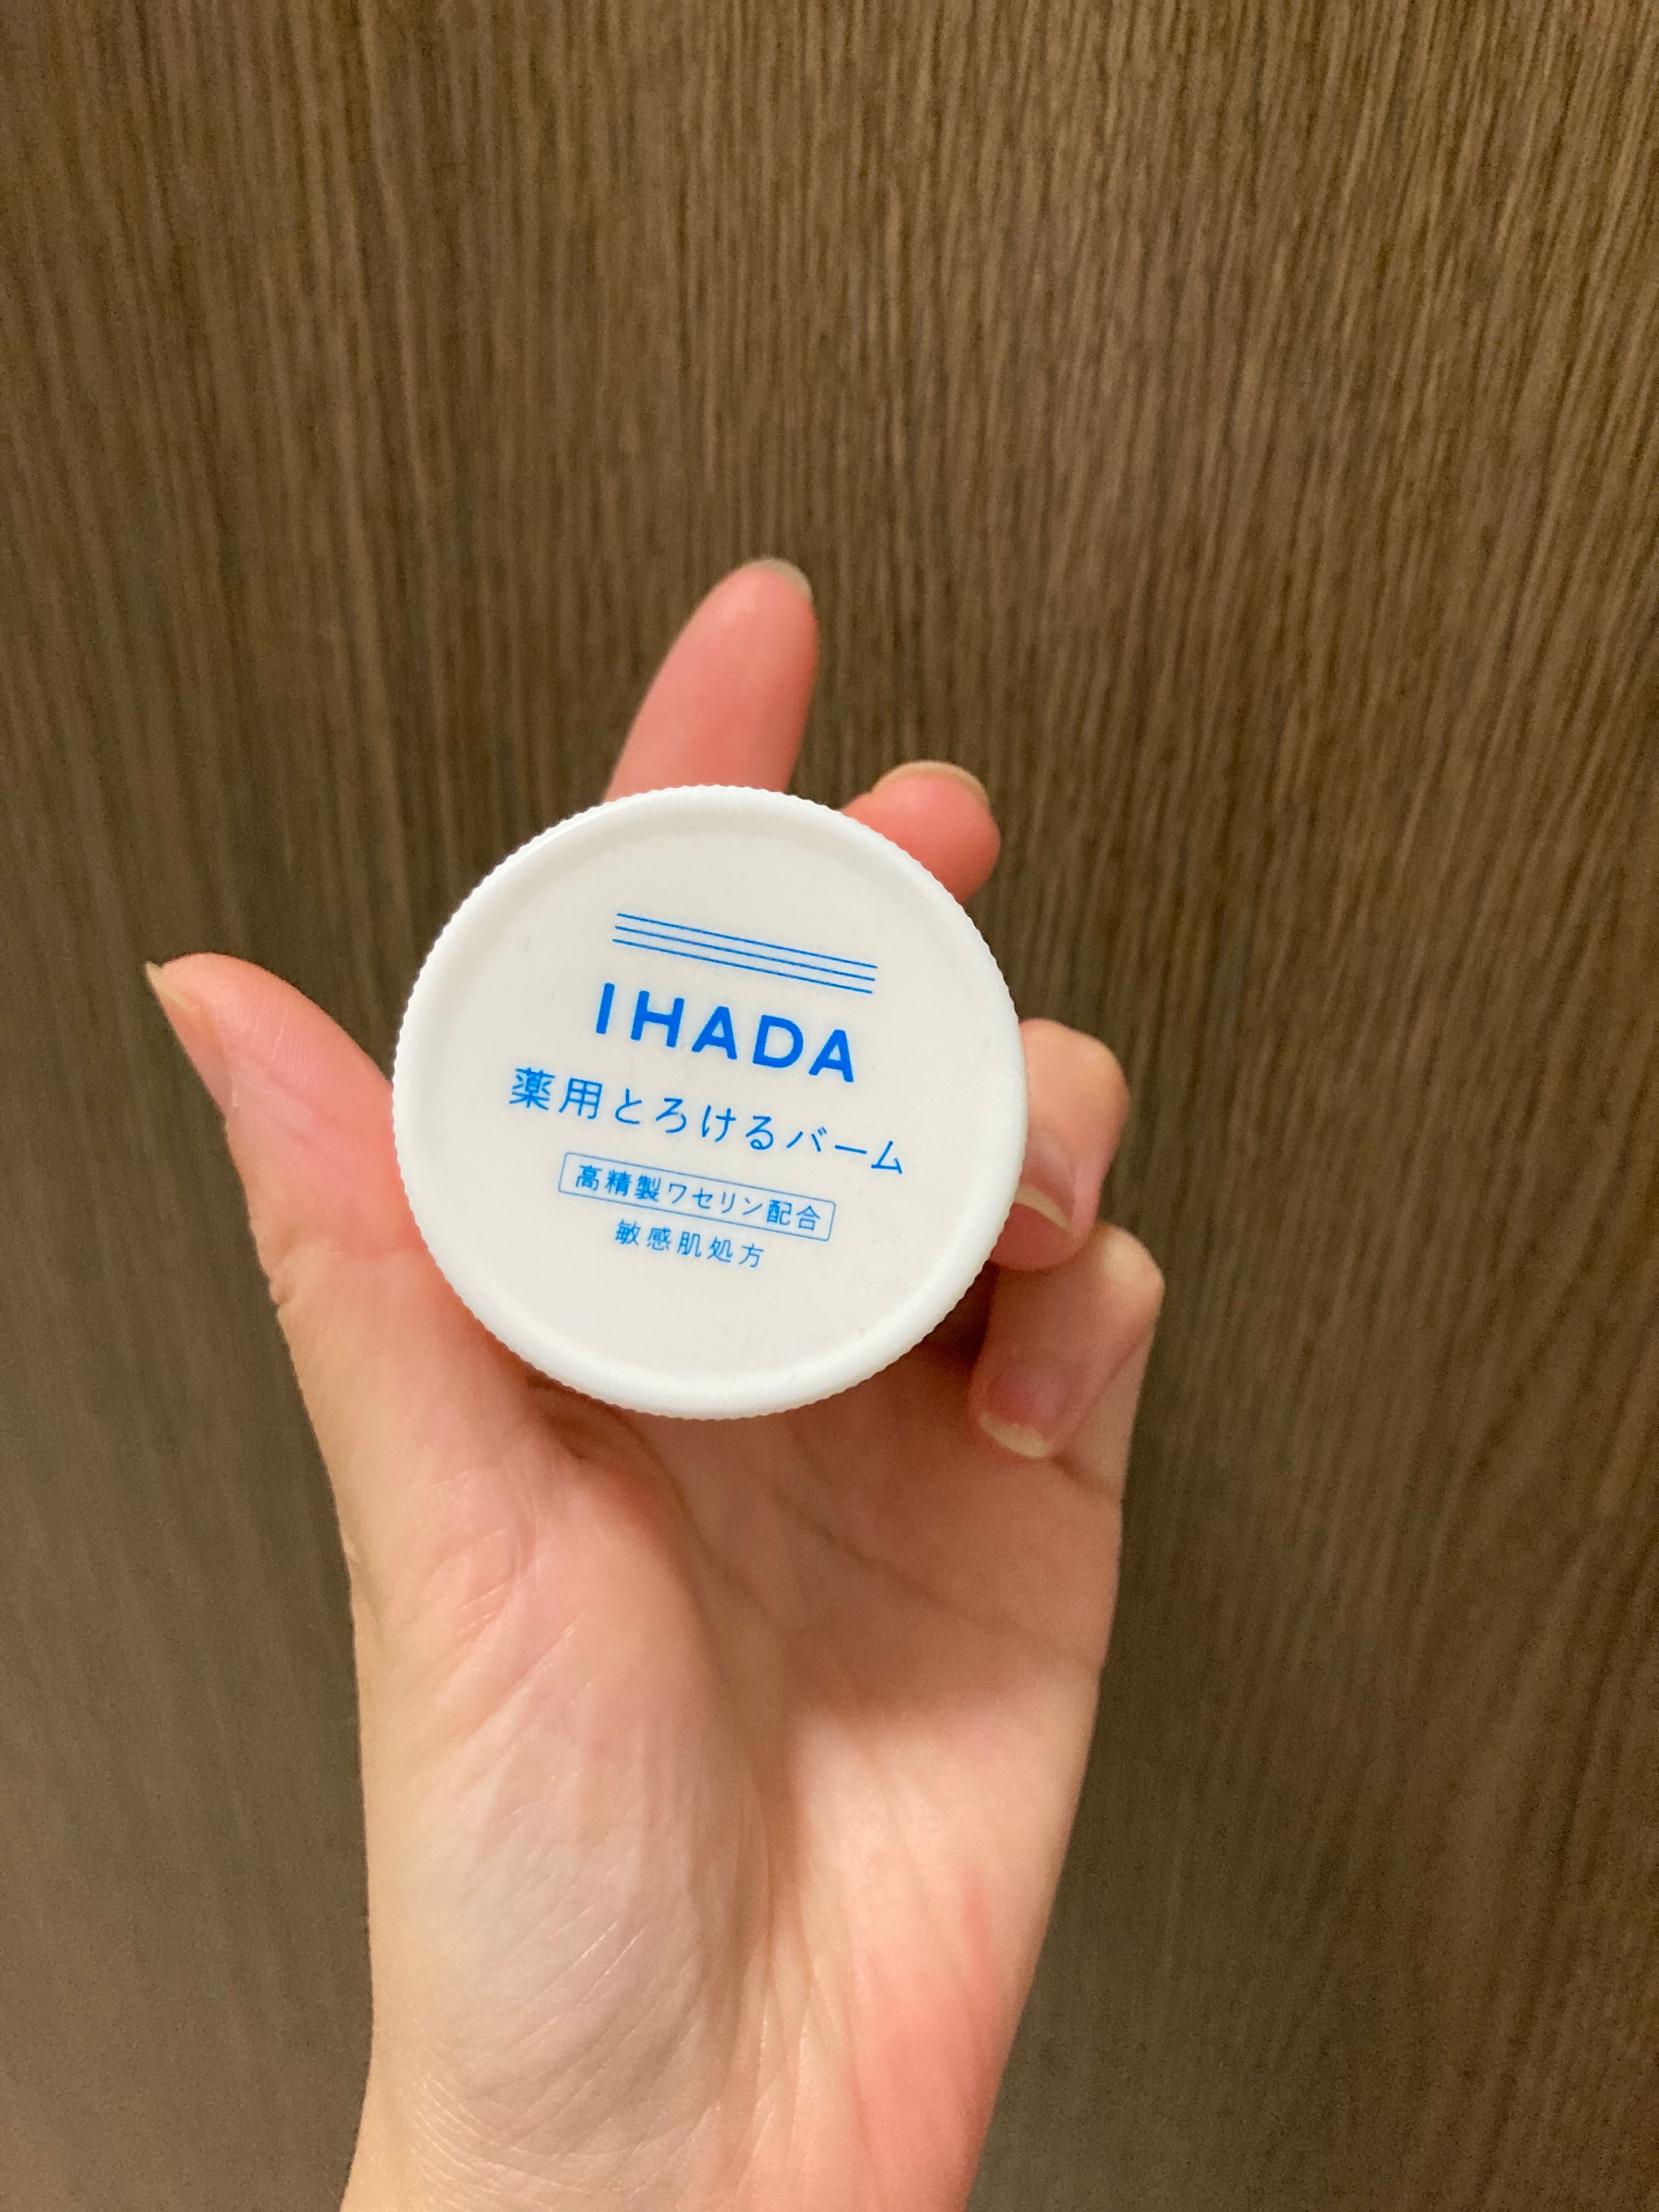 IHADA
薬用とろけるバーム
高精製ワセリン配合
敏感肌処方